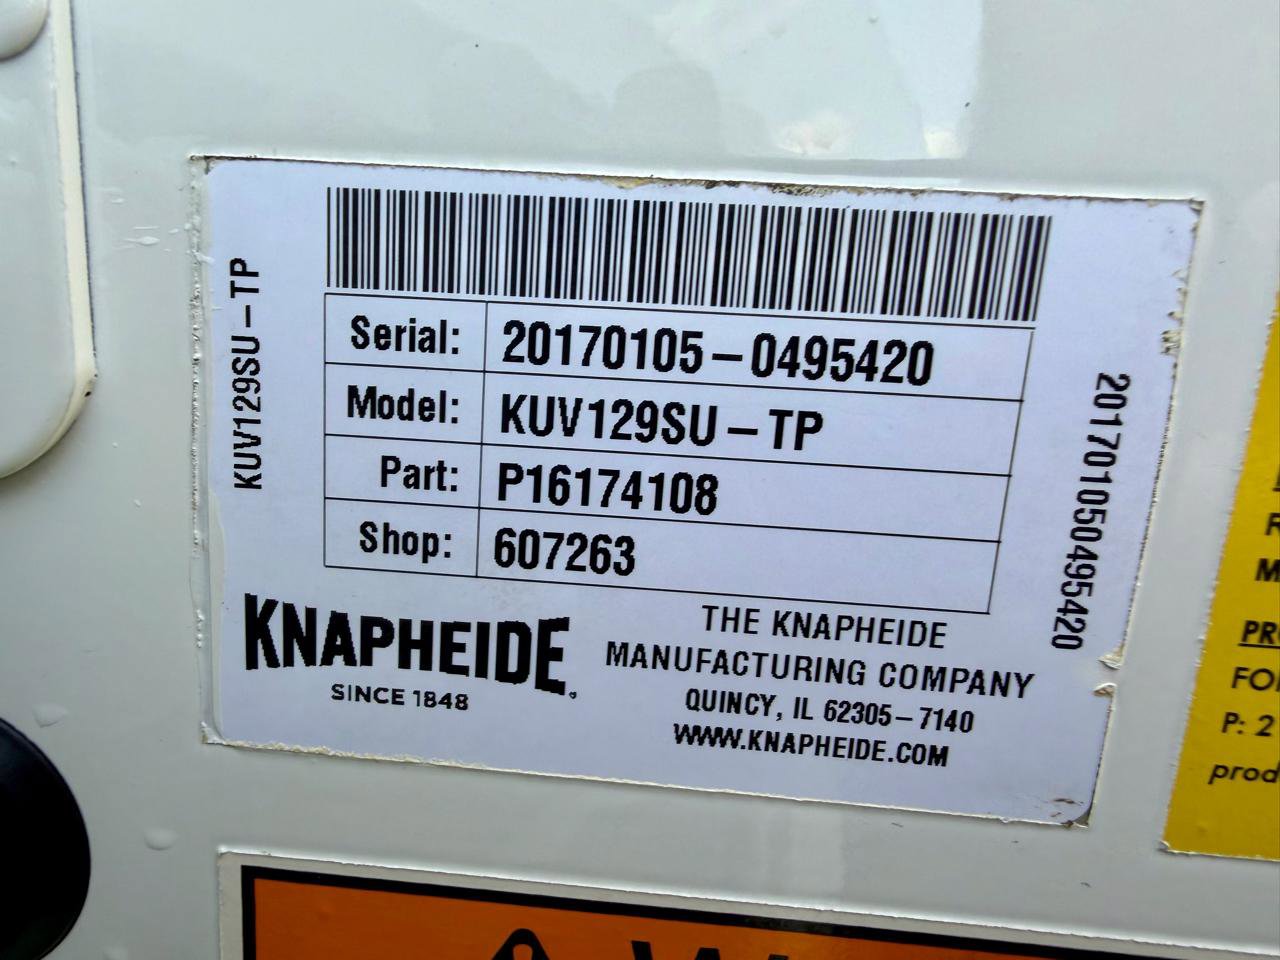 KUV129SU-TP
Serial: 20170105-0495420
Model: KUV129SU-TP
Part: P16174108
Shop: 607263
201701050495420
KNAPHEIDE
SINCE 1848
THE KNAPHEIDE
MANUFACTURING COMPANY
QUINCY, IL 62305-7140
WWW.KNAPHEIDE.COM
P: 2